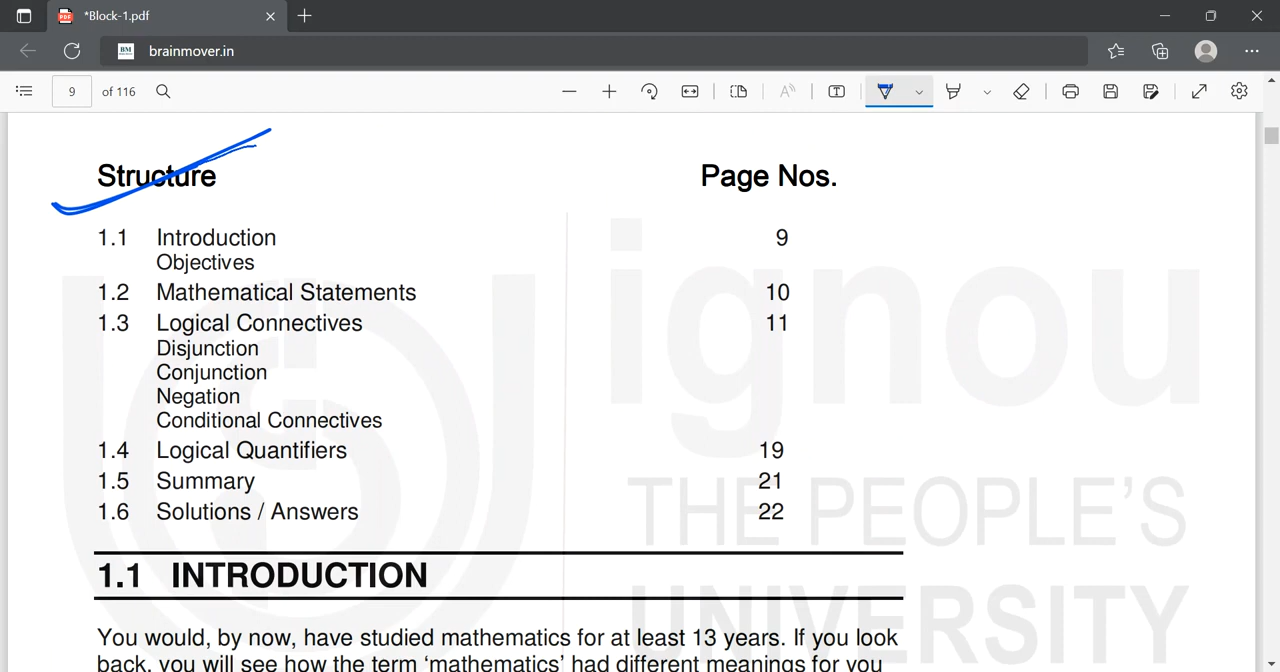 *Block-1.pdf
brainmover.in
9 of 116
Structure Page Nos.
1.1 Introduction 9
Objectives
1.2 Mathematical Statements 10
1.3 Logical Connectives 11
Disjunction
Conjunction
Negation
Conditional Connectives
1.4 Logical Quantifiers 19
1.5 Summary 21
1.6 Solutions / Answers 22
ignou
THE PEOPLE'S
UNIVERSITY
1.1 INTRODUCTION
You would, by now, have studied mathematics for at least 13 years. If you look
back, you will see how the term 'mathematics' had different meanings for you